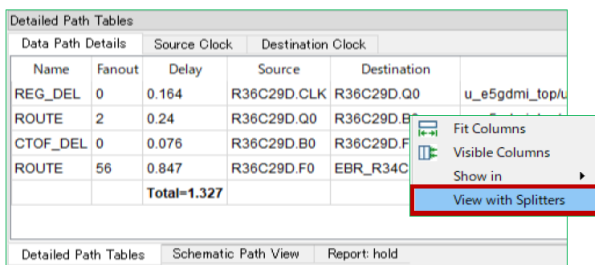 Detailed Path Tables
Data Path Details Source Clock Destination Clock
Name Fanout Delay Source Destination
REG_DEL 0 0.164 R36C29D.CLK R36C29D.Q0 u_e5gdmi_top/u
ROUTE 2 0.24 R36C29D.Q0
CTOF_DEL 0 0.076 R36C29D.B0
ROUTE 56 0.847 R36C29D.F0 EBR_R34C
Total=1.327
Fit Columns
Visible Columns
Show in
View with Splitters
Detailed Path Tables Schematic Path View Report: hold